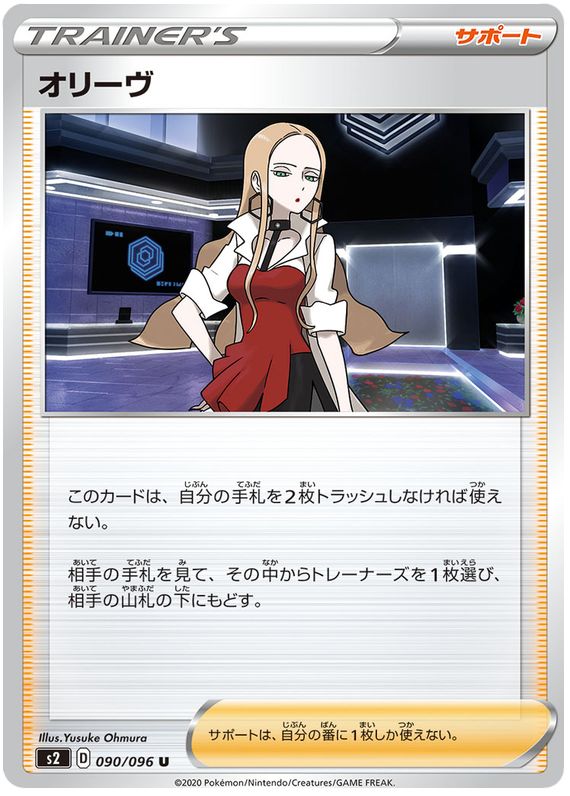 TRAINER'S
サポート
オリーヴ
このカードは、自分の手札を2枚トラッシュしなければ使え
ない。
相手の手札を見て、その中からトレーナーズを1枚選び、
相手の山札の下にもどす。
Illus.Yusuke Ohmura
サポートは、自分の番に1枚しか使えない。
s2 D 090/096 U
©2020 Pokémon/Nintendo/Creatures/GAME FREAK.